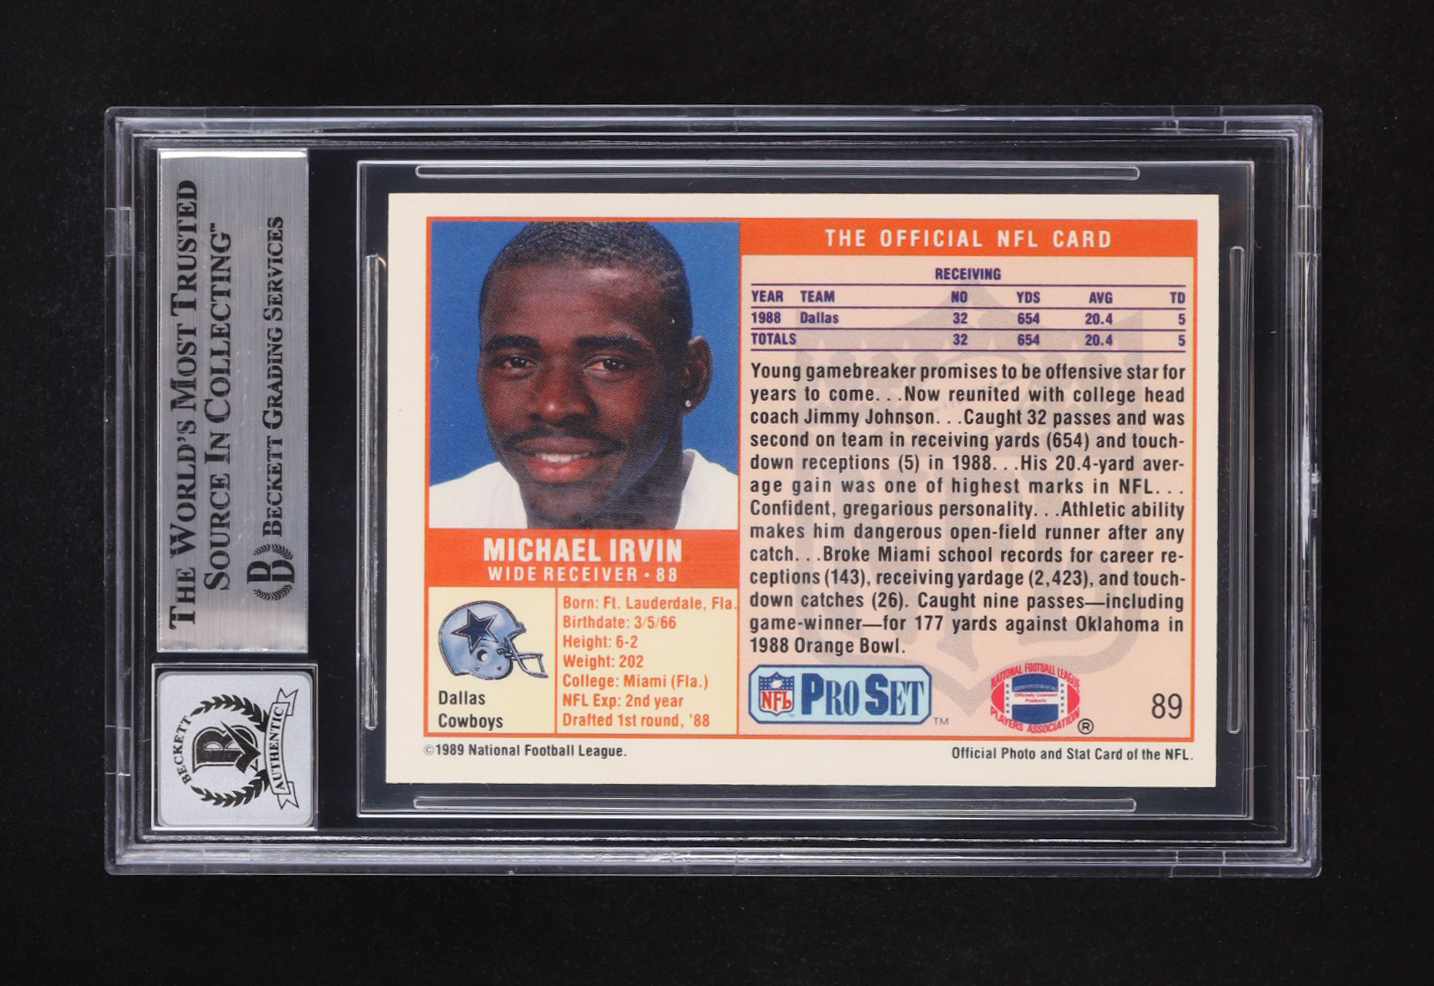 THE WORLD'S MOST TRUSTED
SOURCE IN COLLECTING™
BECKETT GRADING SERVICES
BECKETT
AUTHENTIC
THE OFFICIAL NFL CARD
RECEIVING
YEAR TEAM NO YDS AVG TD
1988 Dallas 32 654 20.4 5
TOTALS 32 654 20.4 5
Young gamebreaker promises to be offensive star for
years to come. . .Now reunited with college head
coach Jimmy Johnson. . .Caught 32 passes and was
second on team in receiving yards (654) and touch-
down receptions (5) in 1988. . .His 20.4-yard aver-
age gain was one of highest marks in NFL. . .
Confident, gregarious personality. . .Athletic ability
makes him dangerous open-field runner after any
catch. . .Broke Miami school records for career re-
ceptions (143), receiving yardage (2,423), and touch-
down catches (26). Caught nine passes—including
game-winner—for 177 yards against Oklahoma in
1988 Orange Bowl.
MICHAEL IRVIN
WIDE RECEIVER • 88
Dallas
Cowboys
Born: Ft. Lauderdale, Fla.
Birthdate: 3/5/66
Height: 6-2
Weight: 202
College: Miami (Fla.)
NFL Exp: 2nd year
Drafted 1st round, '88
NFL PRO SET ™
NATIONAL FOOTBALL LEAGUE
Officially Licensed
Products
PLAYERS ASSOCIATION ®
89
©1989 National Football League.
Official Photo and Stat Card of the NFL.